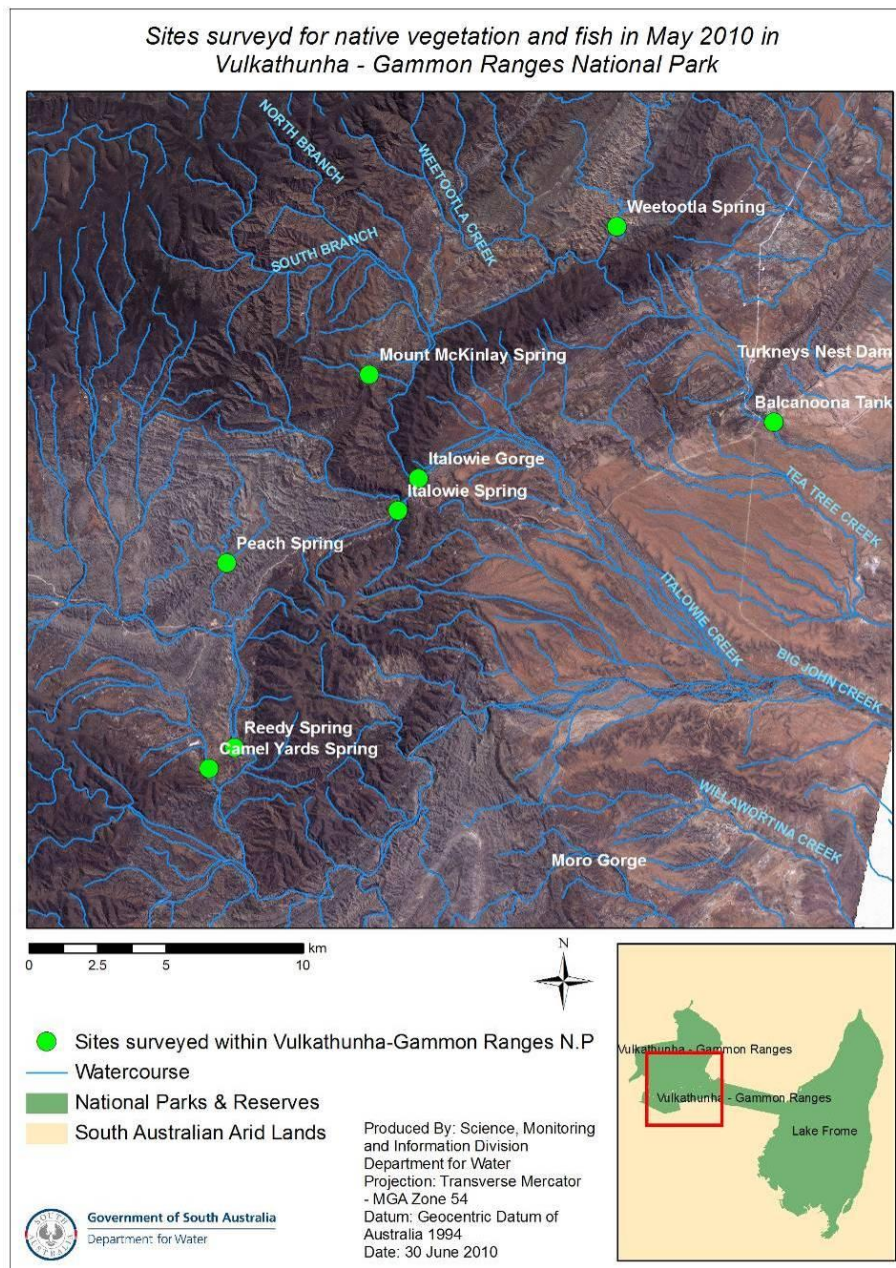 Sites surveyd for native vegetation and fish in May 2010 in
Vulkathunha - Gammon Ranges National Park
NORTH BRANCH
WEETOOTLA CREEK
Weetootla Spring
SOUTH BRANCH
Mount McKinlay Spring
Turkneys Nest Dam
Balcanoona Tank
Italowie Gorge
Italowie Spring
TEA TREE CREEK
Peach Spring
ITALOWIE CREEK
BIG JOHN CREEK
Reedy Spring
Camel Yards Spring
WILLAWORTINA CREEK
Moro Gorge
km
0 2.5 5 10
N
Sites surveyed within Vulkathunha-Gammon Ranges N.P
Watercourse
National Parks & Reserves
South Australian Arid Lands
Produced By: Science, Monitoring
and Information Division
Department for Water
Projection: Transverse Mercator
- MGA Zone 54
Datum: Geocentric Datum of
Australia 1994
Date: 30 June 2010
Government of South Australia
Department for Water
Vulkathunha - Gammon Ranges
Vulkathunha - Gammon Ranges
Lake Frome